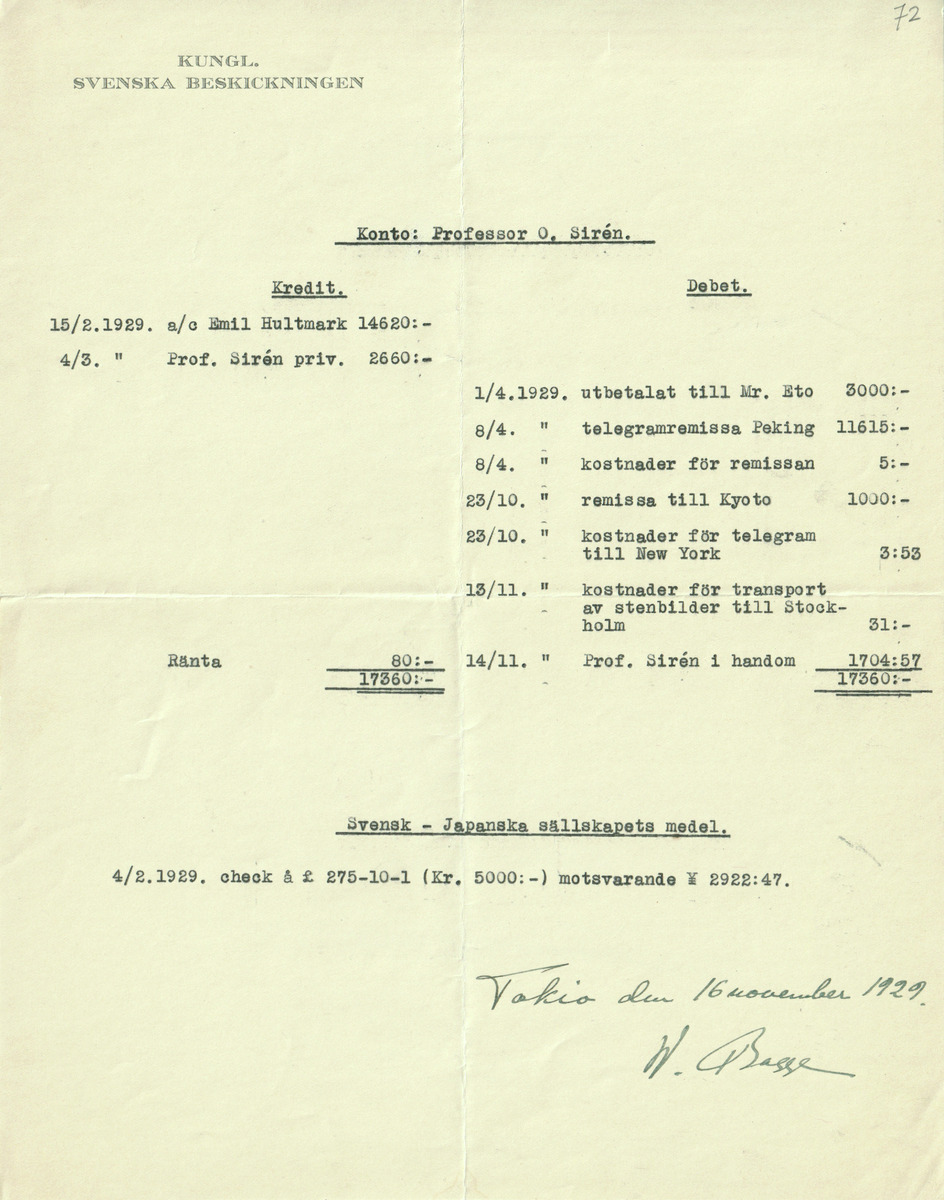 72
KUNGL.
SVENSKA BESKICKNINGEN
Konto: Professor O. Sirén.
Kredit.
Debet.
15/2.1929. a/c Emil Hultmark 14620:-
4/3. " Prof. Sirén priv. 2660:-
1/4.1929. utbetalat till Mr. Eto 3000:-
8/4. " telegramremissa Peking 11615:-
8/4. " kostnader för remissan 5:-
23/10. " remissa till Kyoto 1000:-
23/10. " kostnader för telegram
till New York 3:53
13/11. " kostnader för transport
av stenbilder till Stock-
holm 31:-
Ränta 80:- 14/11. " Prof. Sirén i handom 1704:57
17360:- 17360:-
Svensk - Japanska sällskapets medel.
4/2.1929. check å £ 275-10-1 (Kr. 5000:-) motsvarande ¥ 2922:47.
Tokio den 16 november 1929.
W. Bagge